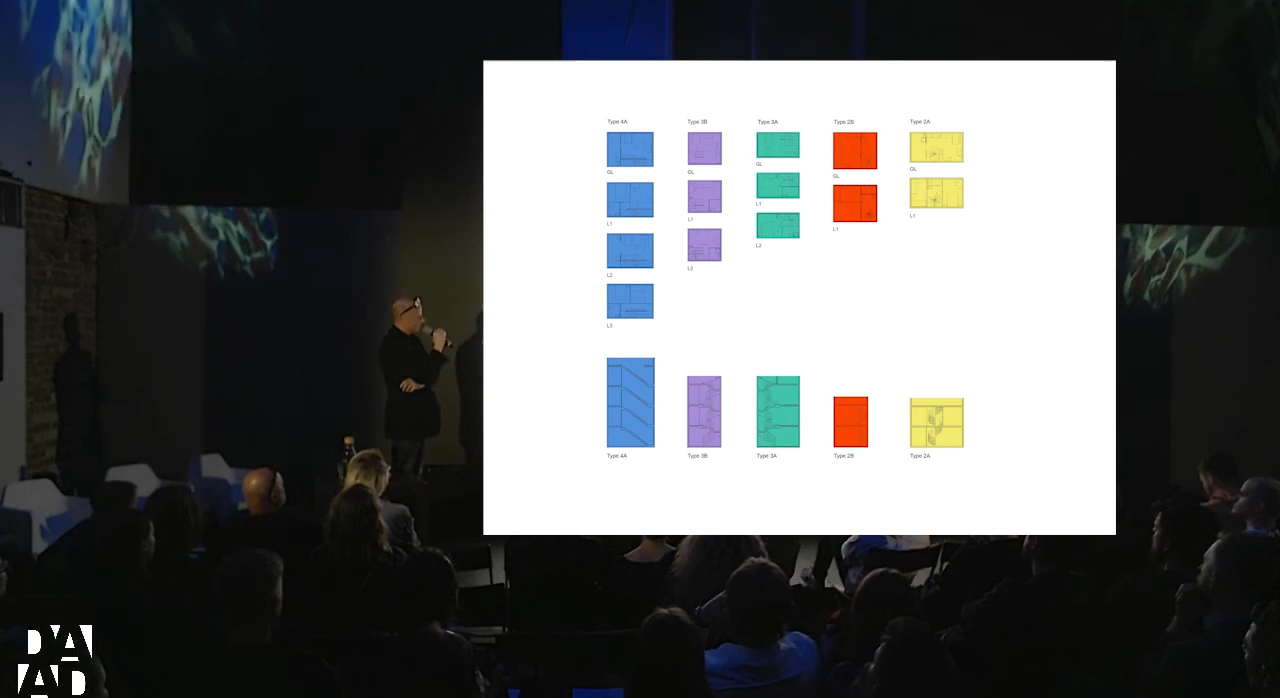 Type 4A Type 3B Type 3A Type 2B Type 2A
GL GL GL GL GL
L1 L1 L1 L1 L1
L2 L2 L2
L3
Type 4A Type 3B Type 3A Type 2B Type 2A
DA
AD